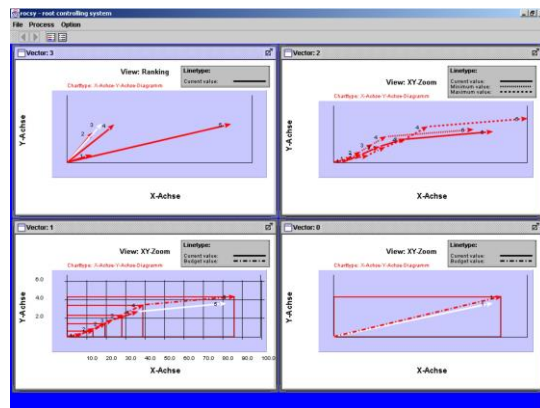 rocsy - root controlling system
File Process Option
Vector: 3
View: Ranking
Linetype:
Current value:
Charttype: X-Achse-Y-Achse Diagramm
Y-Achse
X-Achse
Vector: 2
View: XY-Zoom
Linetype:
Current value:
Minimum value:
Maximum value:
Charttype: X-Achse-Y-Achse Diagramm
Y-Achse
X-Achse
Vector: 1
View: XY-Zoom
Linetype:
Current value:
Budget value:
Charttype: X-Achse-Y-Achse Diagramm
6.0
4.0
2.0
Y-Achse
10.0 20.0 30.0 40.0 50.0 60.0 70.0 80.0 90.0 100.0
X-Achse
Vector: 0
View: XY-Zoom
Linetype:
Current value:
Budget value:
Charttype: X-Achse-Y-Achse Diagramm
Y-Achse
X-Achse